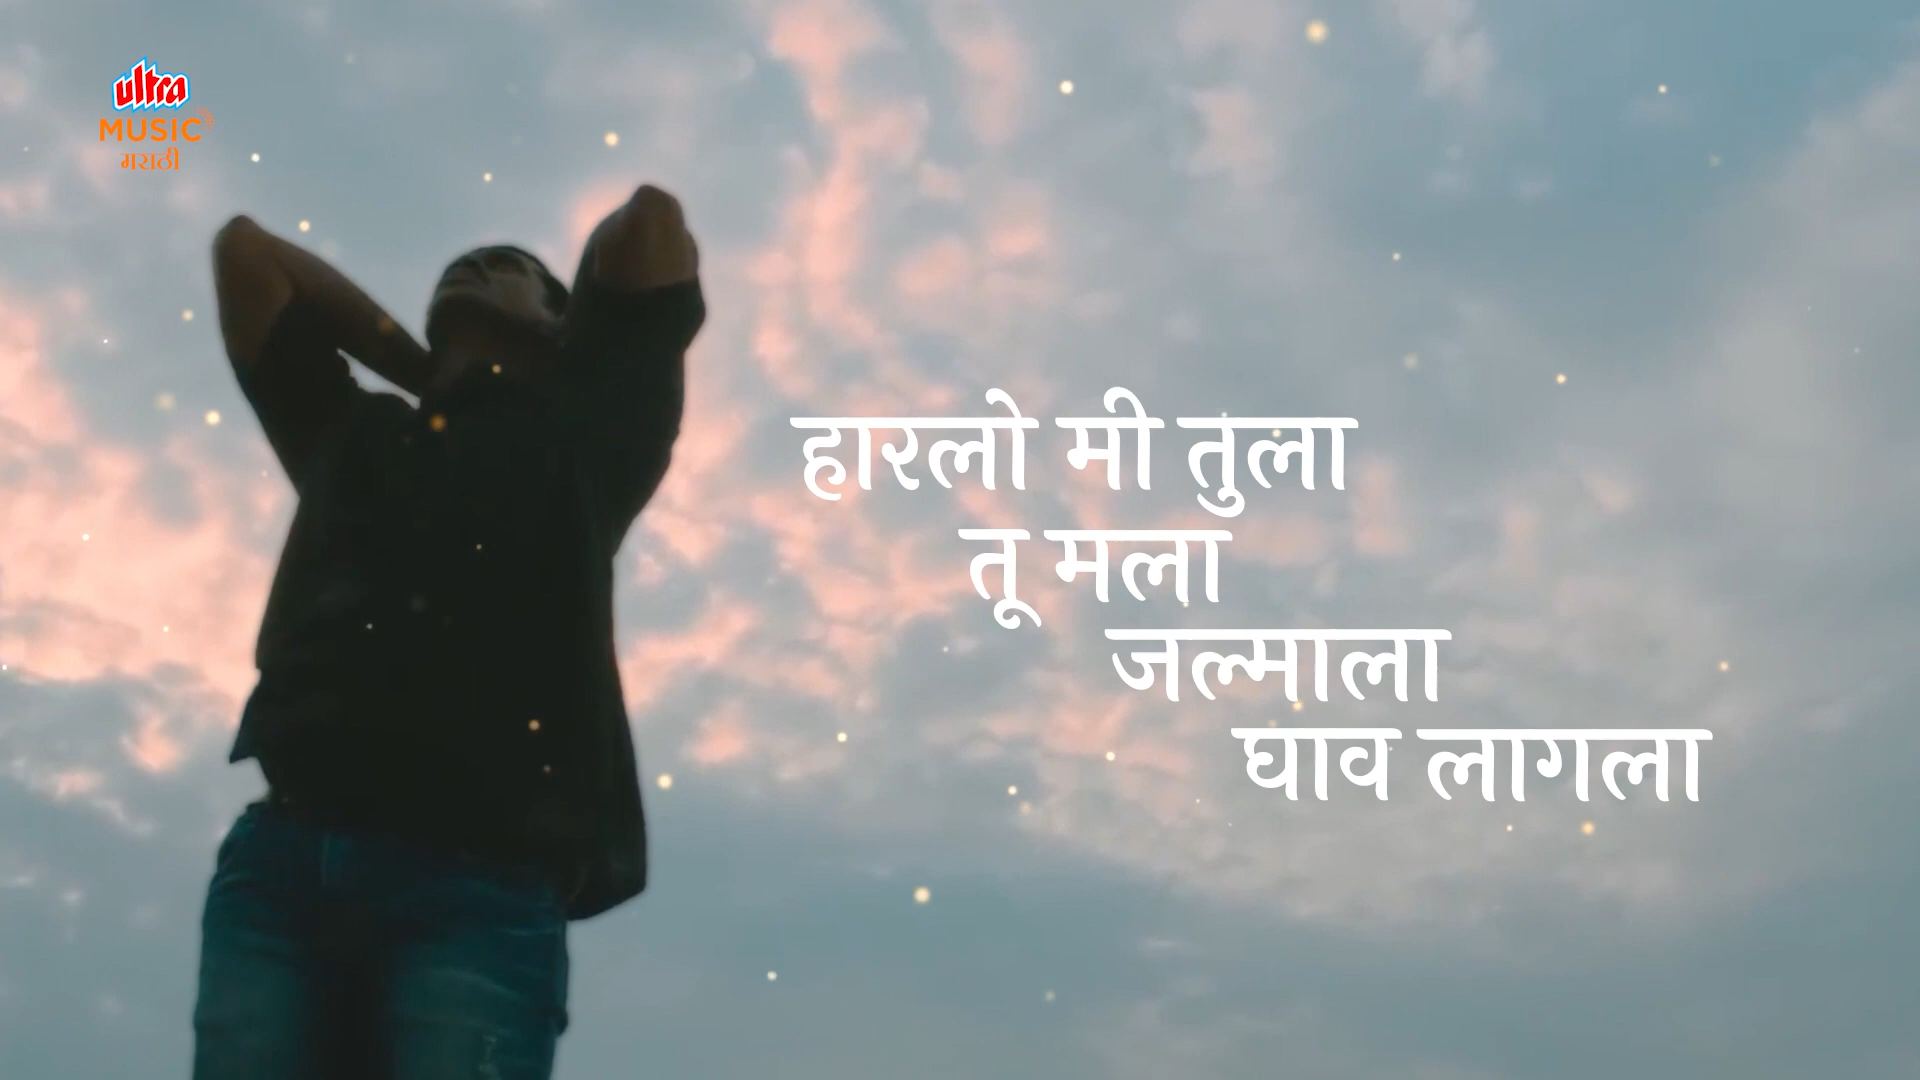 ultra
MUSIC
मराठी
हारलो मी तुला
तू मला
जल्माला
घाव लागला